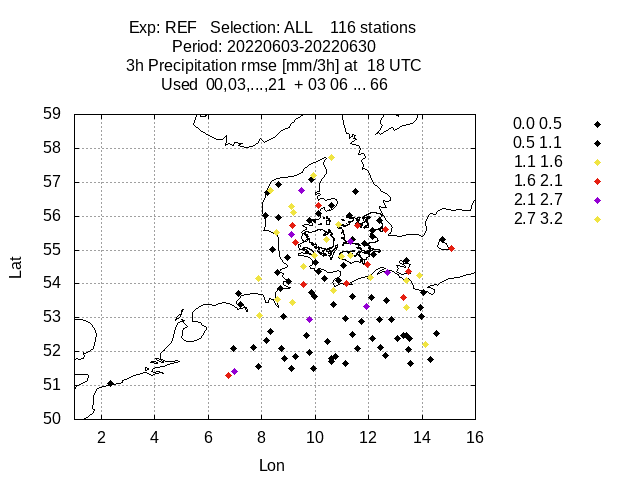 Exp: REF   Selection: ALL    116 stations
Period: 20220603-20220630
3h Precipitation rmse [mm/3h] at  18 UTC
Used  00,03,...,21  + 03 06 ... 66
59
58
57
56
55
54
53
52
51
50
Lat
2 4 6 8 10 12 14 16
Lon
0.0 0.5
0.5 1.1
1.1 1.6
1.6 2.1
2.1 2.7
2.7 3.2